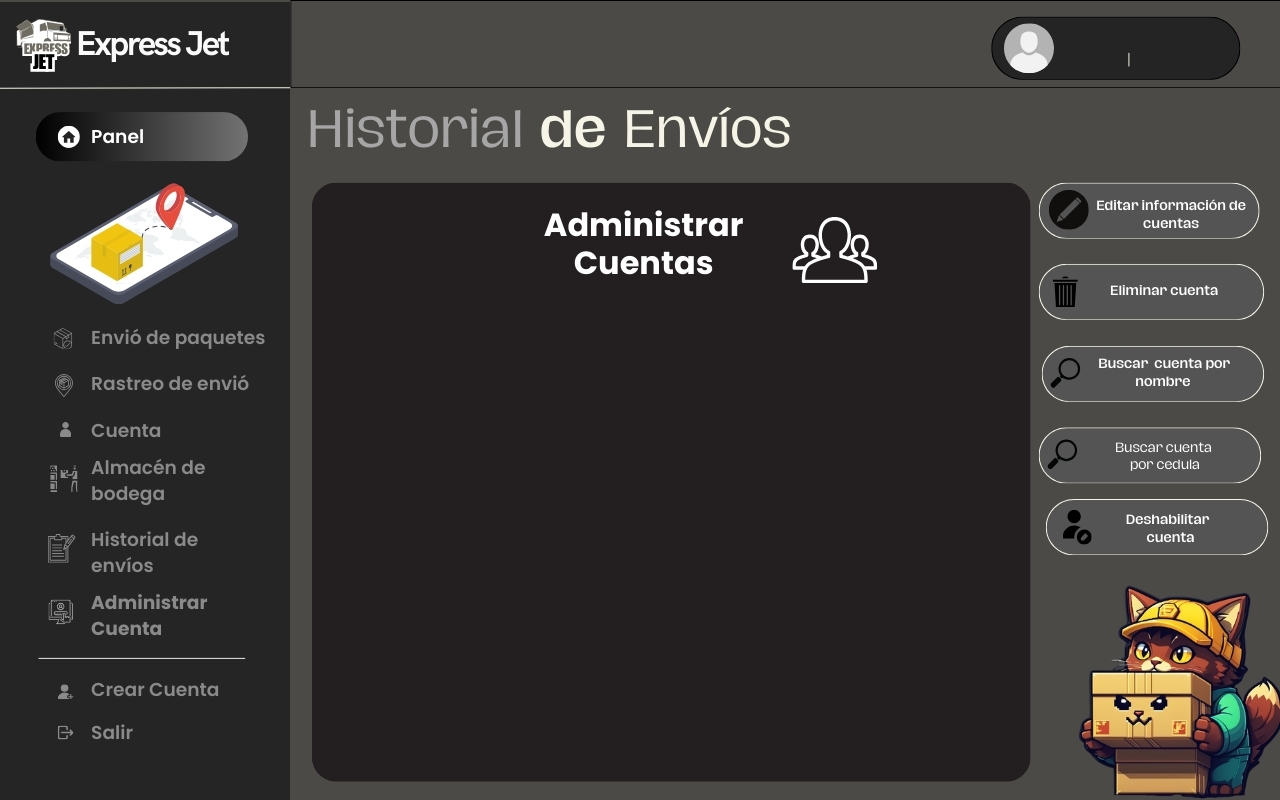 EXPRESS
JET
Express Jet
|
Panel
Envió de paquetes
Rastreo de envió
Cuenta
Almacén de
bodega
Historial de
envíos
Administrar
Cuenta
Crear Cuenta
Salir
Historial de Envíos
Administrar
Cuentas
Editar información de
cuentas
Eliminar cuenta
Buscar cuenta por
nombre
Buscar cuenta
por cedula
Deshabilitar
cuenta